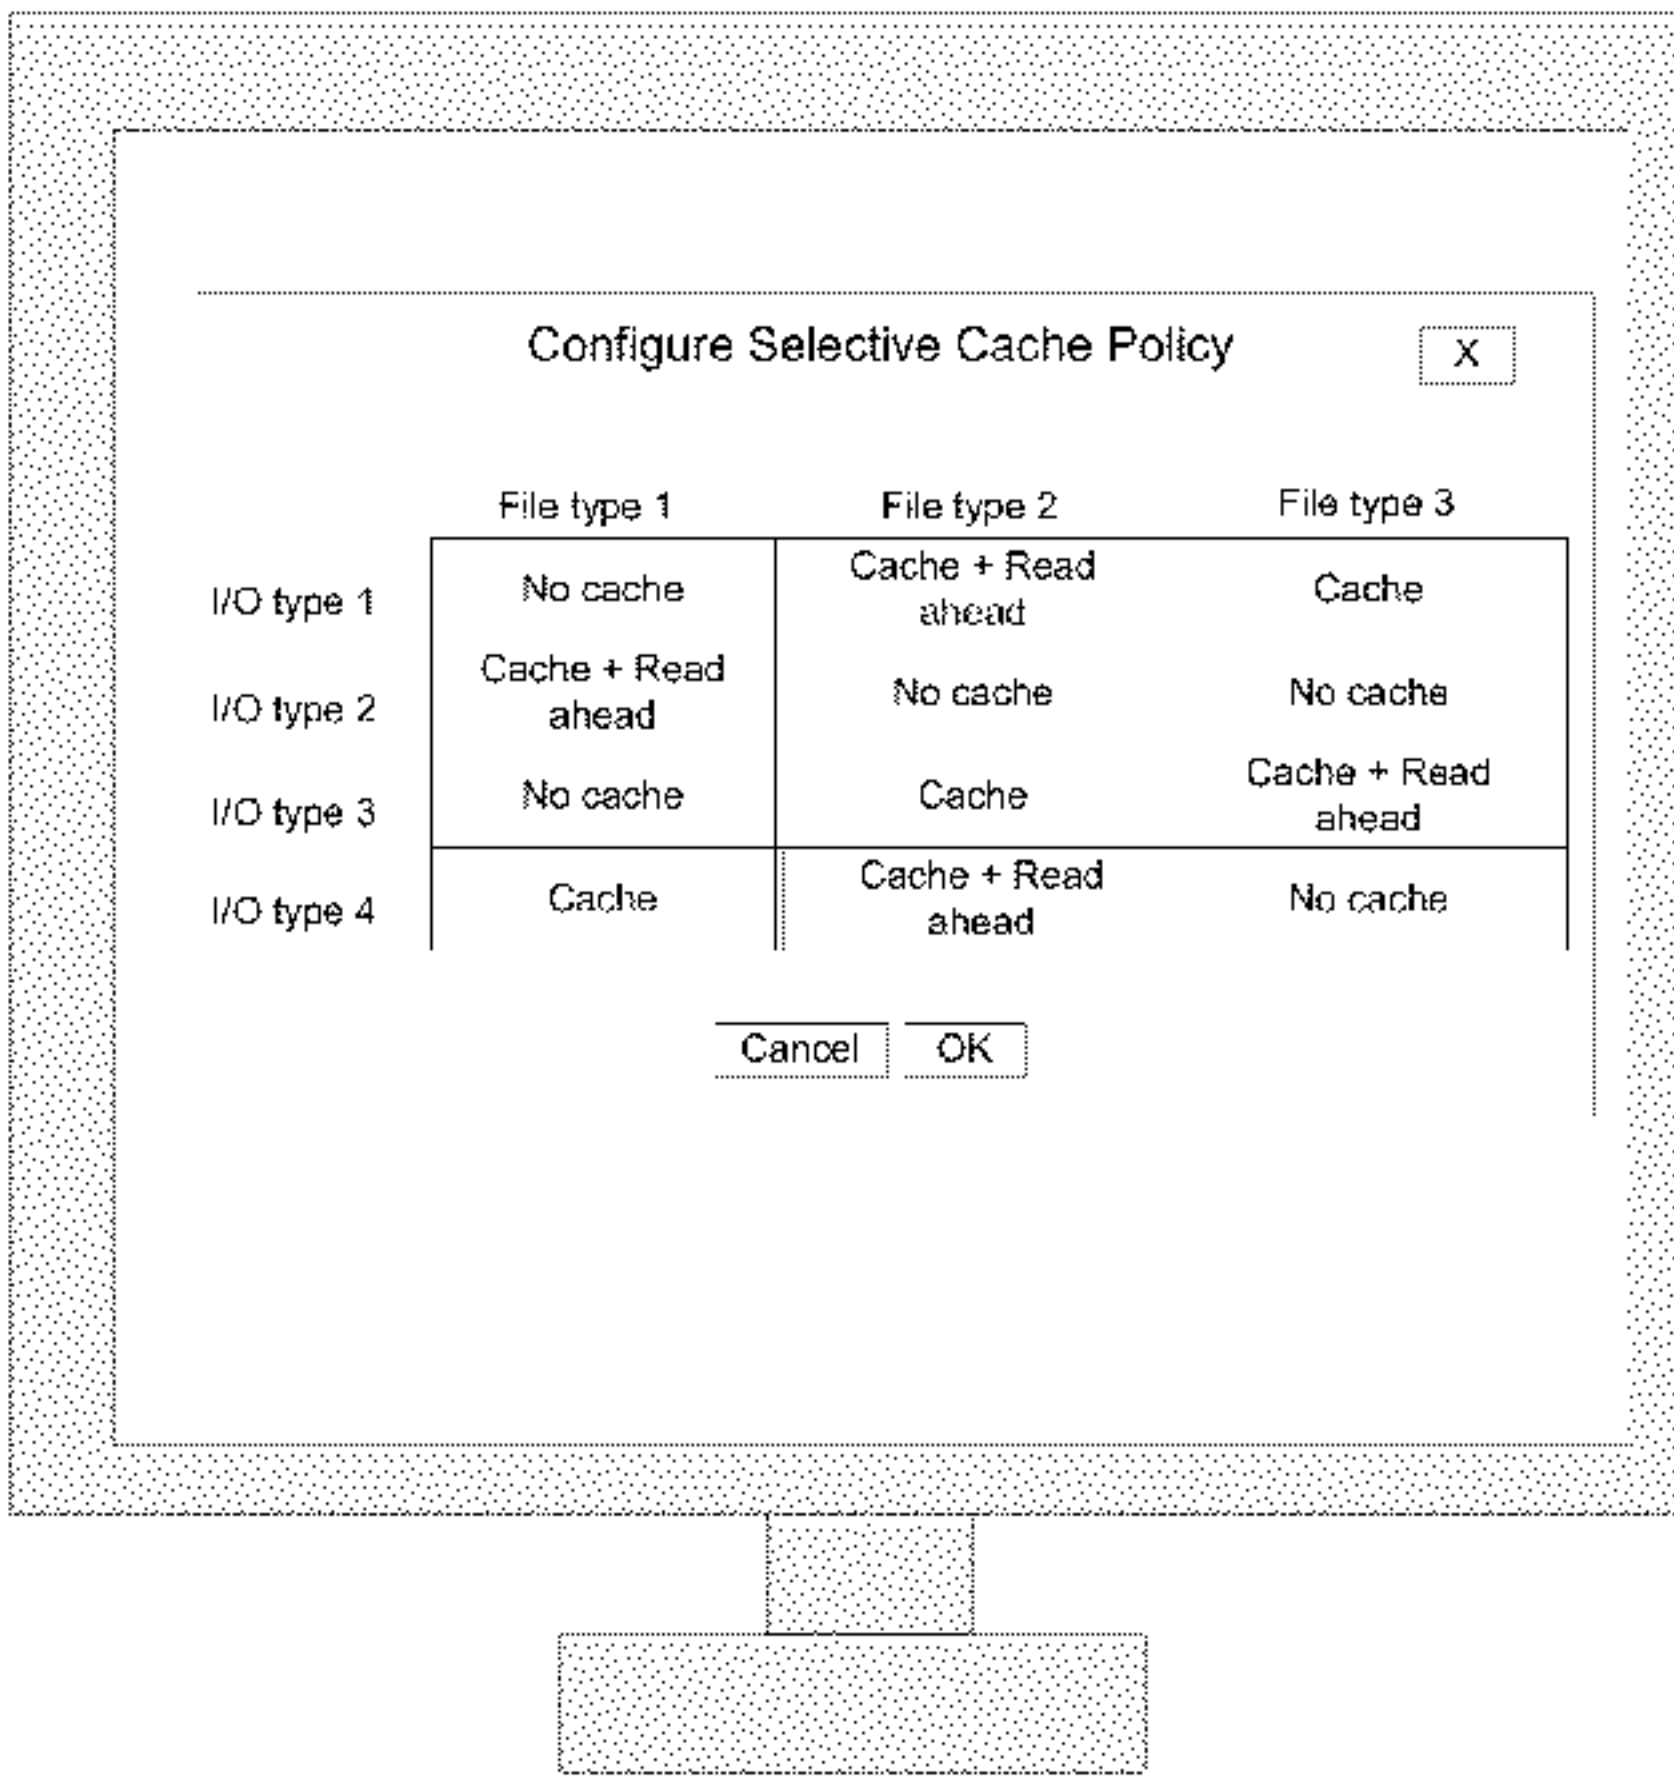 Configure Selective Cache Policy X
File type 1 File type 2 File type 3
I/O type 1 No cache Cache + Read ahead Cache
I/O type 2 Cache + Read ahead No cache No cache
I/O type 3 No cache Cache Cache + Read ahead
I/O type 4 Cache Cache + Read ahead No cache
Cancel OK